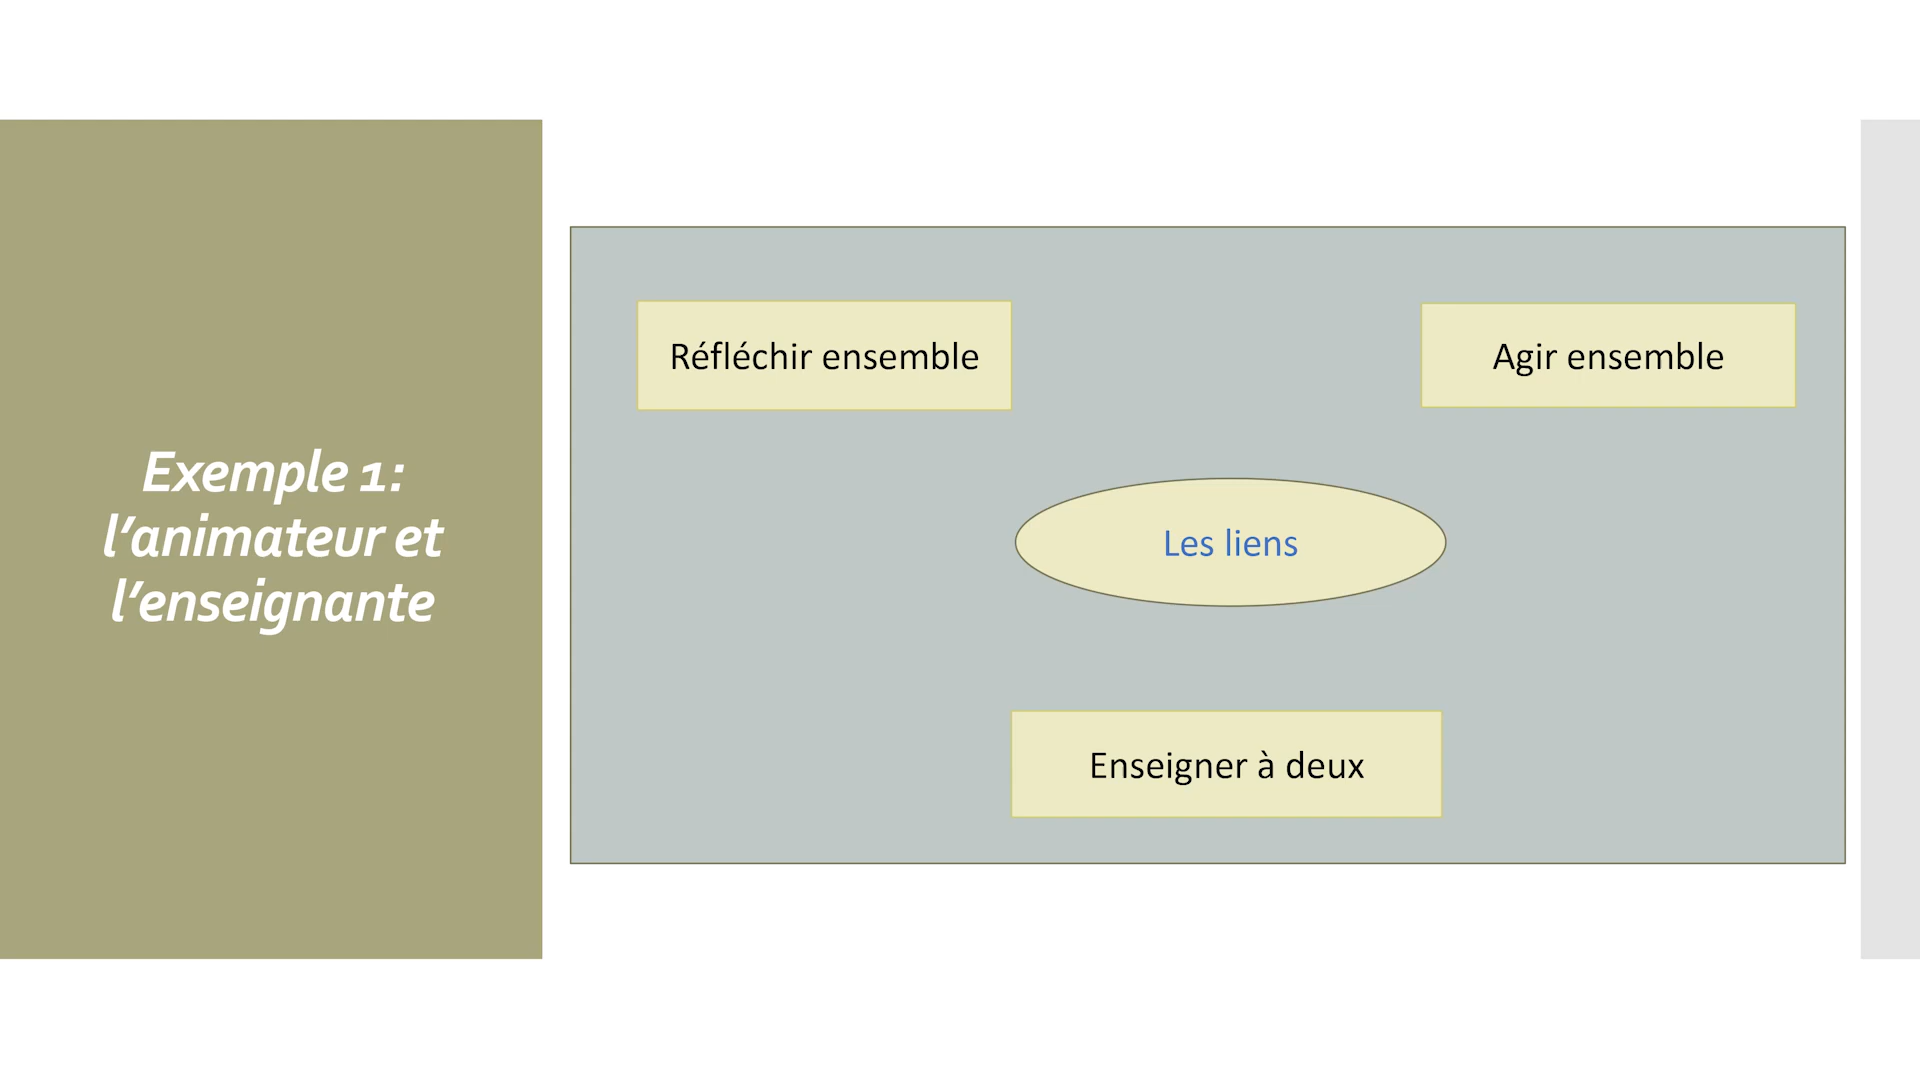 Exemple 1:
l’animateur et
l’enseignante
Réfléchir ensemble
Agir ensemble
Les liens
Enseigner à deux